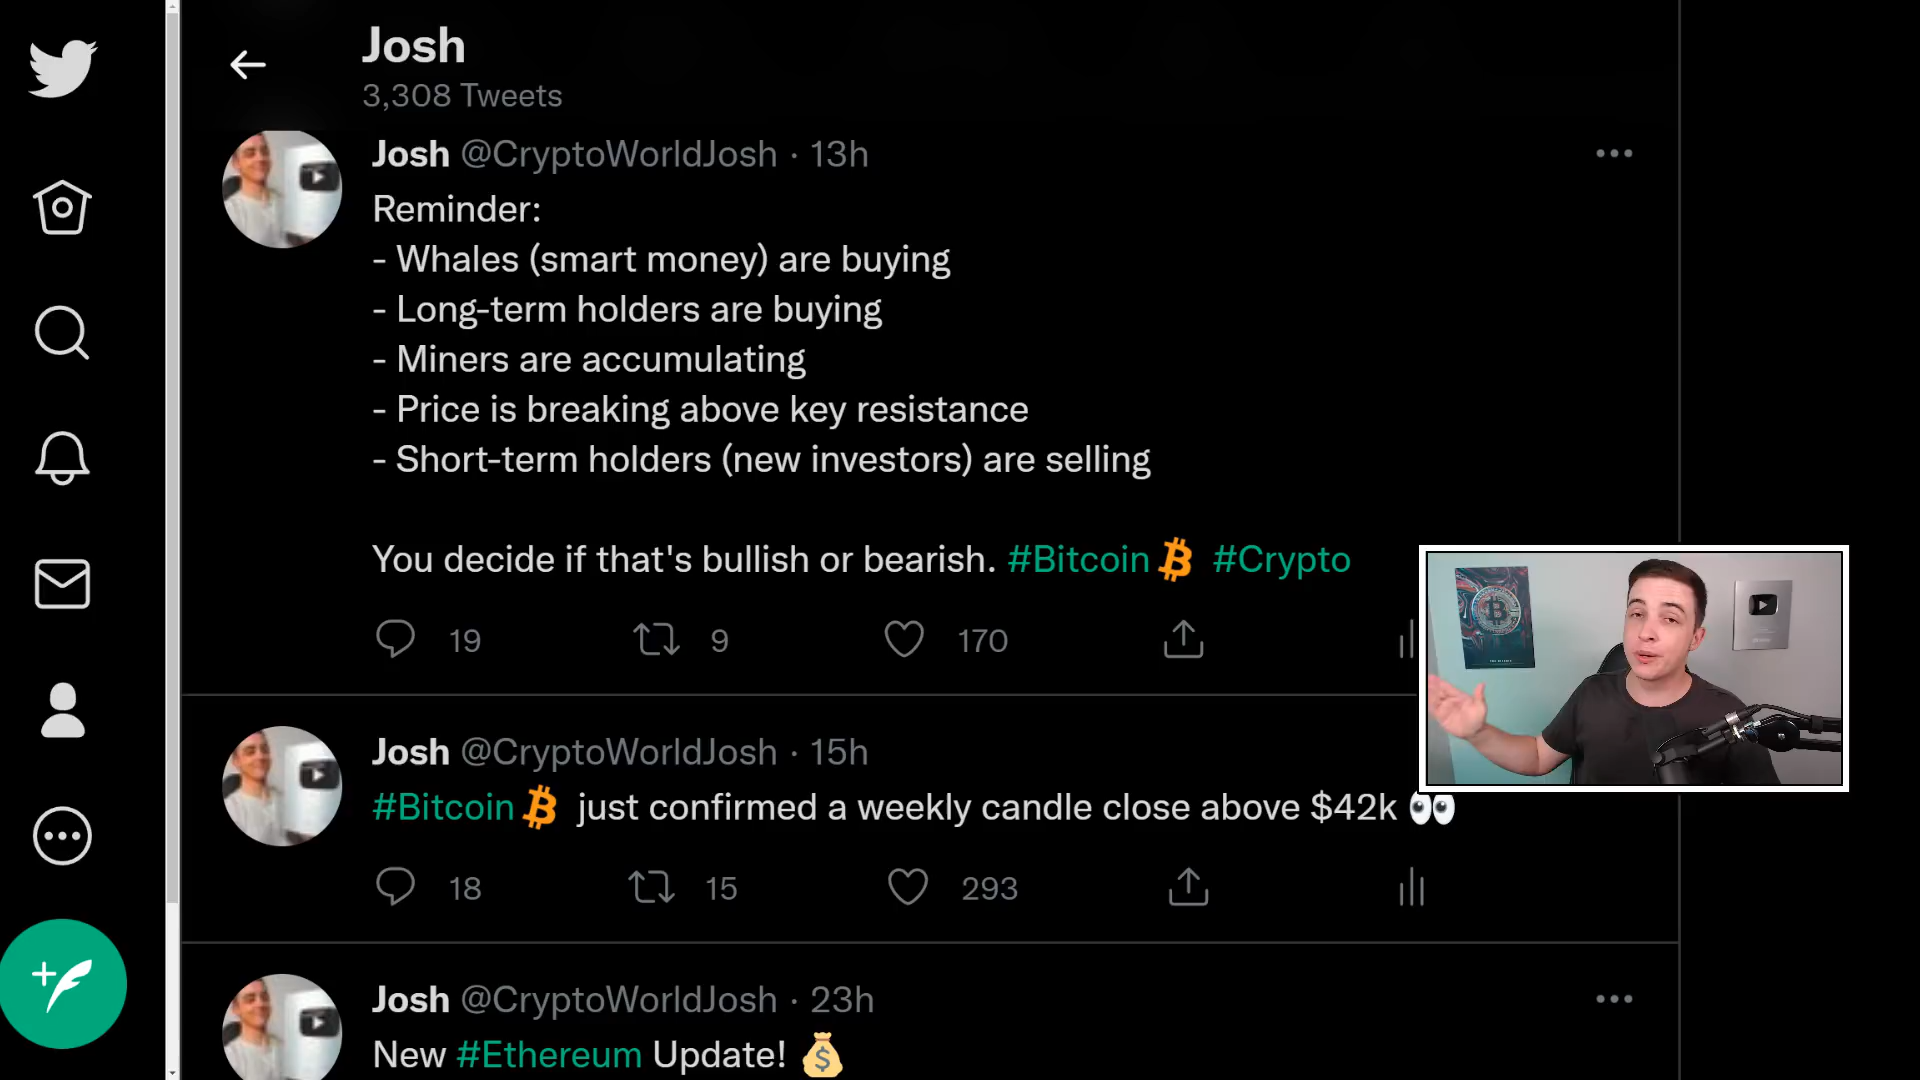 Josh
3,308 Tweets
Josh @CryptoWorldJosh · 13h
Reminder:
- Whales (smart money) are buying
- Long-term holders are buying
- Miners are accumulating
- Price is breaking above key resistance
- Short-term holders (new investors) are selling
You decide if that's bullish or bearish. #Bitcoin #Crypto
19 9 170
Josh @CryptoWorldJosh · 15h
#Bitcoin just confirmed a weekly candle close above $42k 👀
18 15 293
Josh @CryptoWorldJosh · 23h
New #Ethereum Update! 💰